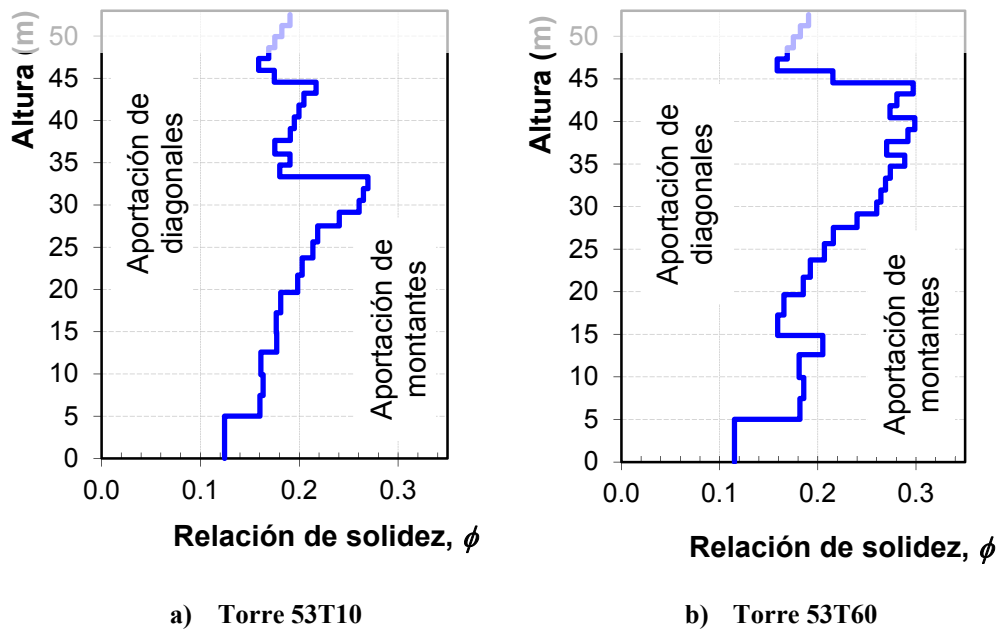 Altura (m)
50
45
40
35
30
25
20
15
10
5
0
Aportación de
diagonales
Aportación de
montantes
0.0 0.1 0.2 0.3
Relación de solidez, ϕ
a) Torre 53T10
Altura (m)
50
45
40
35
30
25
20
15
10
5
0
Aportación de
diagonales
Aportación de
montantes
0.0 0.1 0.2 0.3
Relación de solidez, ϕ
b) Torre 53T60